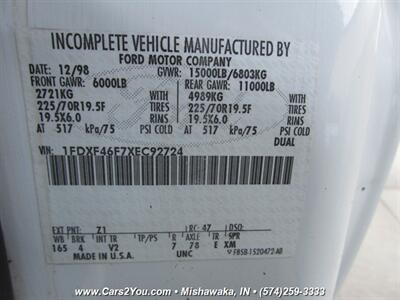 INCOMPLETE VEHICLE MANUFACTURED BY
FORD MOTOR COMPANY
DATE: 12/98 GVWR: 15000LB/6803KG
FRONT GAWR: 6000LB REAR GAWR: 11000LB
2721KG WITH 4989KG WITH
225/70R19.5F TIRES 225/70R19.5F TIRES
19.5X6.0 RIMS 19.5X6.0 RIMS
AT 517 kPa/75 PSI COLD AT 517 kPa/75 PSI COLD
DUAL
VIN: 1FDXF46F7XEC92724
EXT PNT: Z1 RC: 47 DSO:
WB BRK INT TR TP/PS R AXLE TR SPR
165 4 V2 7 78 E XM
MADE IN U.S.A. UNC F85B-1520472-AB
www.Cars2You.com - Mishawaka, IN - (574)259-3333